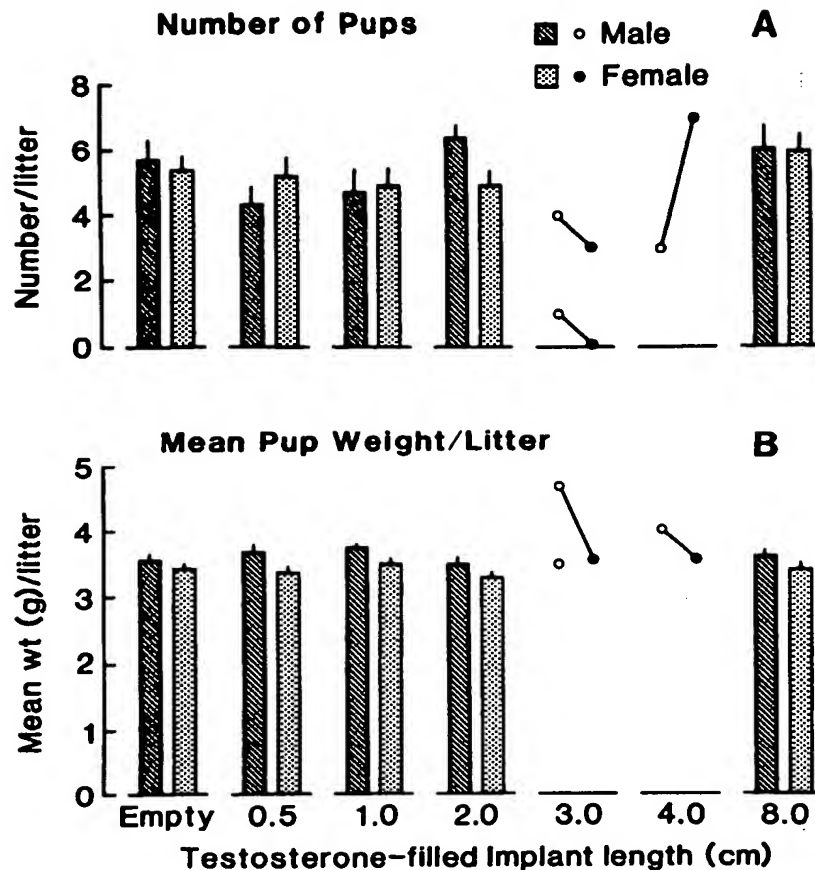 Number of Pups
A
Male
Female
Number/litter
8
6
4
2
0
Mean Pup Weight/Litter
B
Mean wt (g)/litter
5
4
3
2
1
0
Empty 0.5 1.0 2.0 3.0 4.0 8.0
Testosterone-filled Implant length (cm)